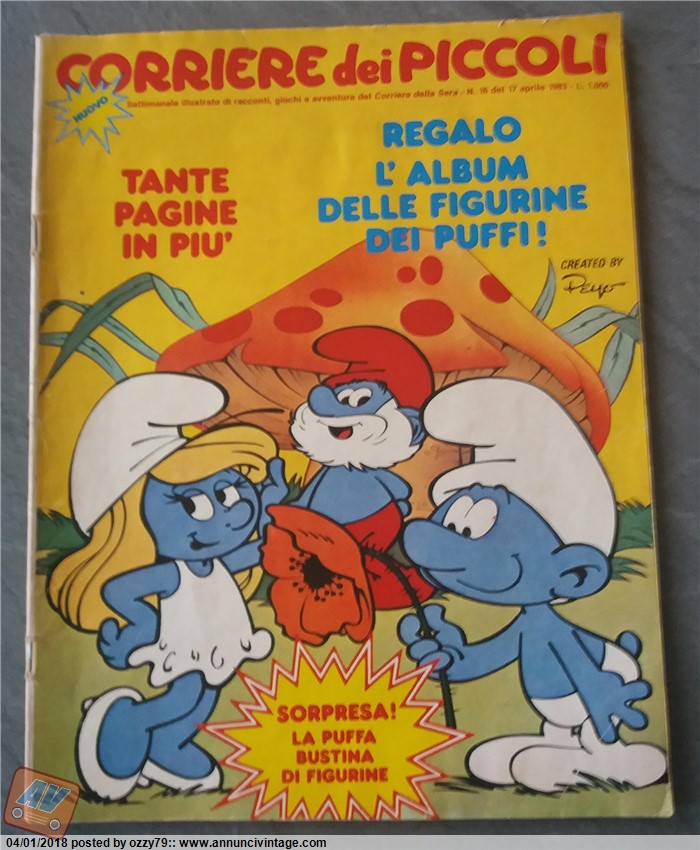 CORRIERE dei PICCOLI
NUOVO
Settimanale illustrato di racconti, giochi e avventure del Corriere della Sera - N. 16 del 17 aprile 1983 - L. 1.000
TANTE
PAGINE
IN PIU'
REGALO
L'ALBUM
DELLE FIGURINE
DEI PUFFI!
CREATED BY
Peyo
SORPRESA!
LA PUFFA
BUSTINA
DI FIGURINE
AV
04/01/2018 posted by ozzy79:: www.annuncivintage.com